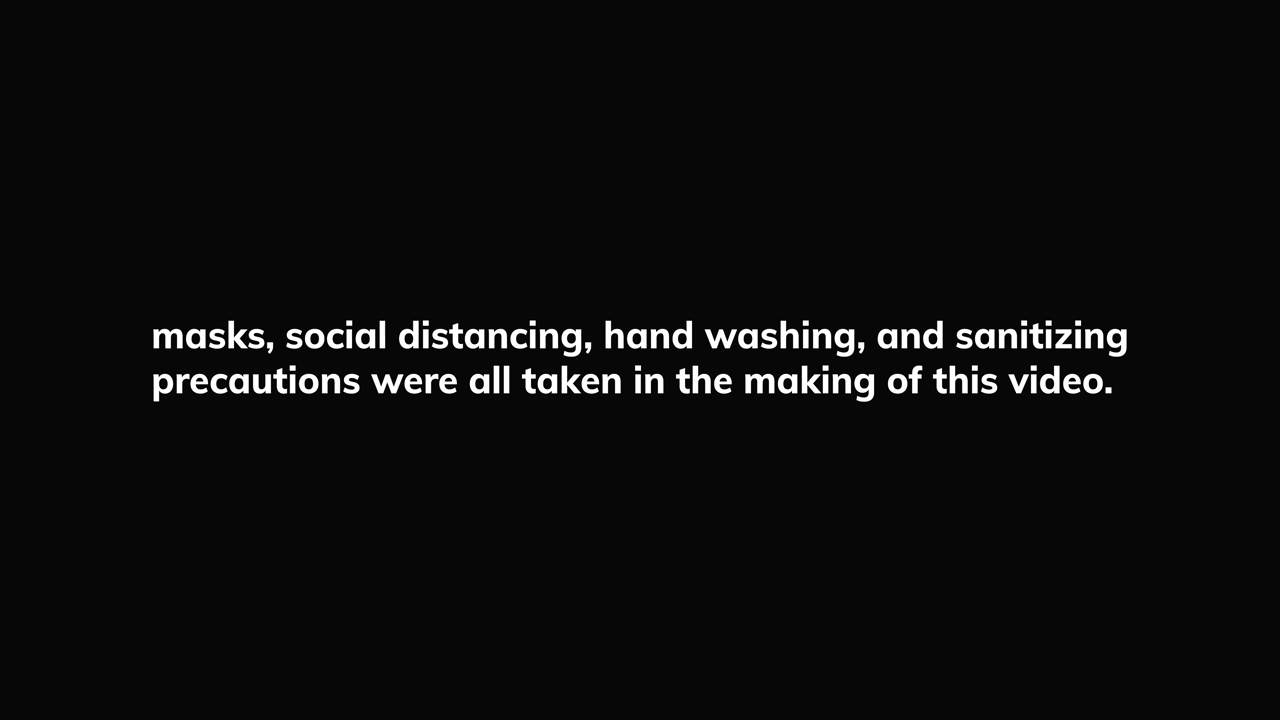 masks, social distancing, hand washing, and sanitizing
precautions were all taken in the making of this video.